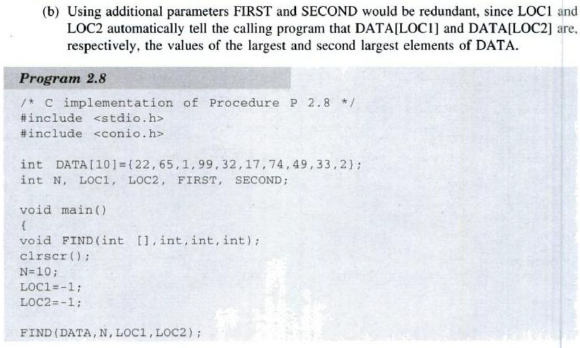 (b) Using additional parameters FIRST and SECOND would be redundant, since LOC1 and
LOC2 automatically tell the calling program that DATA[LOC1] and DATA[LOC2] are,
respectively, the values of the largest and second largest elements of DATA.
Program 2.8
/* C implementation of Procedure P 2.8 */
#include <stdio.h>
#include <conio.h>
int DATA[10]={22,65,1,99,32,17,74,49,33,2};
int N, LOC1, LOC2, FIRST, SECOND;
void main()
{
void FIND(int [],int,int,int);
clrscr();
N=10;
LOC1=-1;
LOC2=-1;
FIND(DATA,N,LOC1,LOC2);